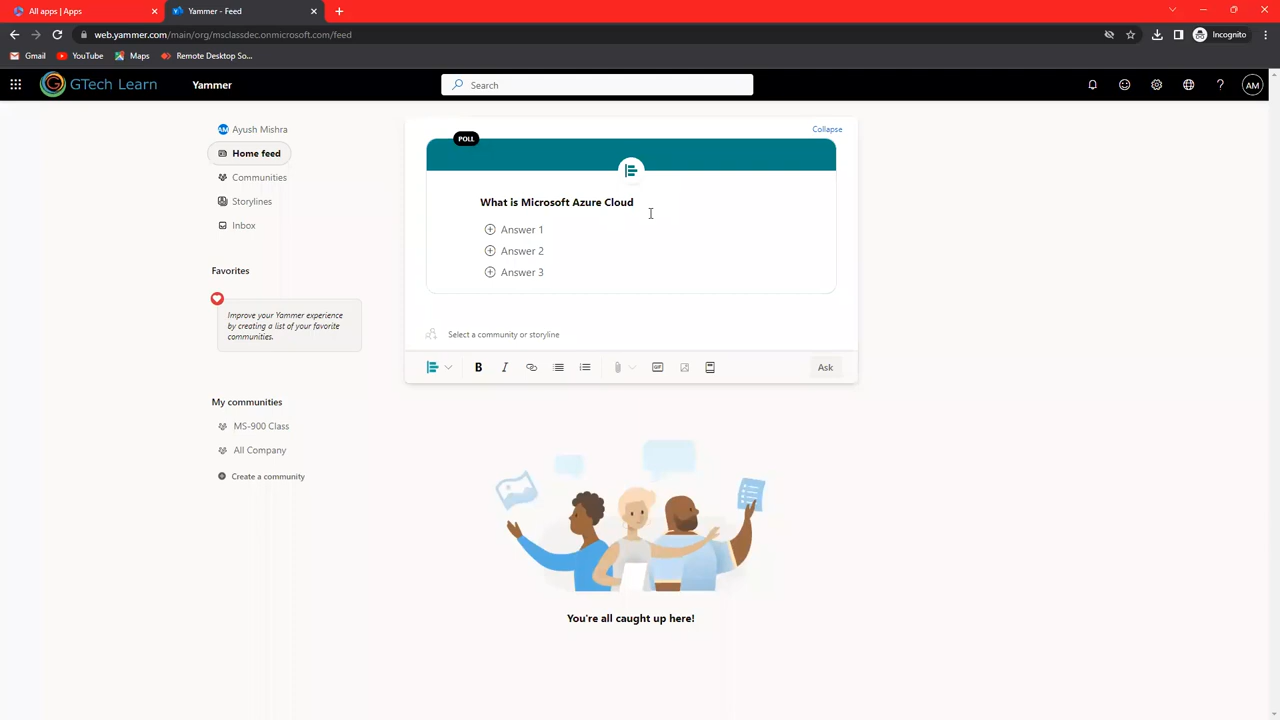 All apps | Apps
Yammer - Feed
web.yammer.com/main/org/msclassdec.onmicrosoft.com/feed
Incognito
Gmail
YouTube
Maps
Remote Desktop So...
GTech Learn
Yammer
Search
?
AM
AM Ayush Mishra
Home feed
Communities
Storylines
Inbox
Favorites
Improve your Yammer experience
by creating a list of your favorite
communities.
My communities
MS-900 Class
All Company
Create a community
Collapse
POLL
What is Microsoft Azure Cloud
Answer 1
Answer 2
Answer 3
Select a community or storyline
B I GIF Ask
You're all caught up here!